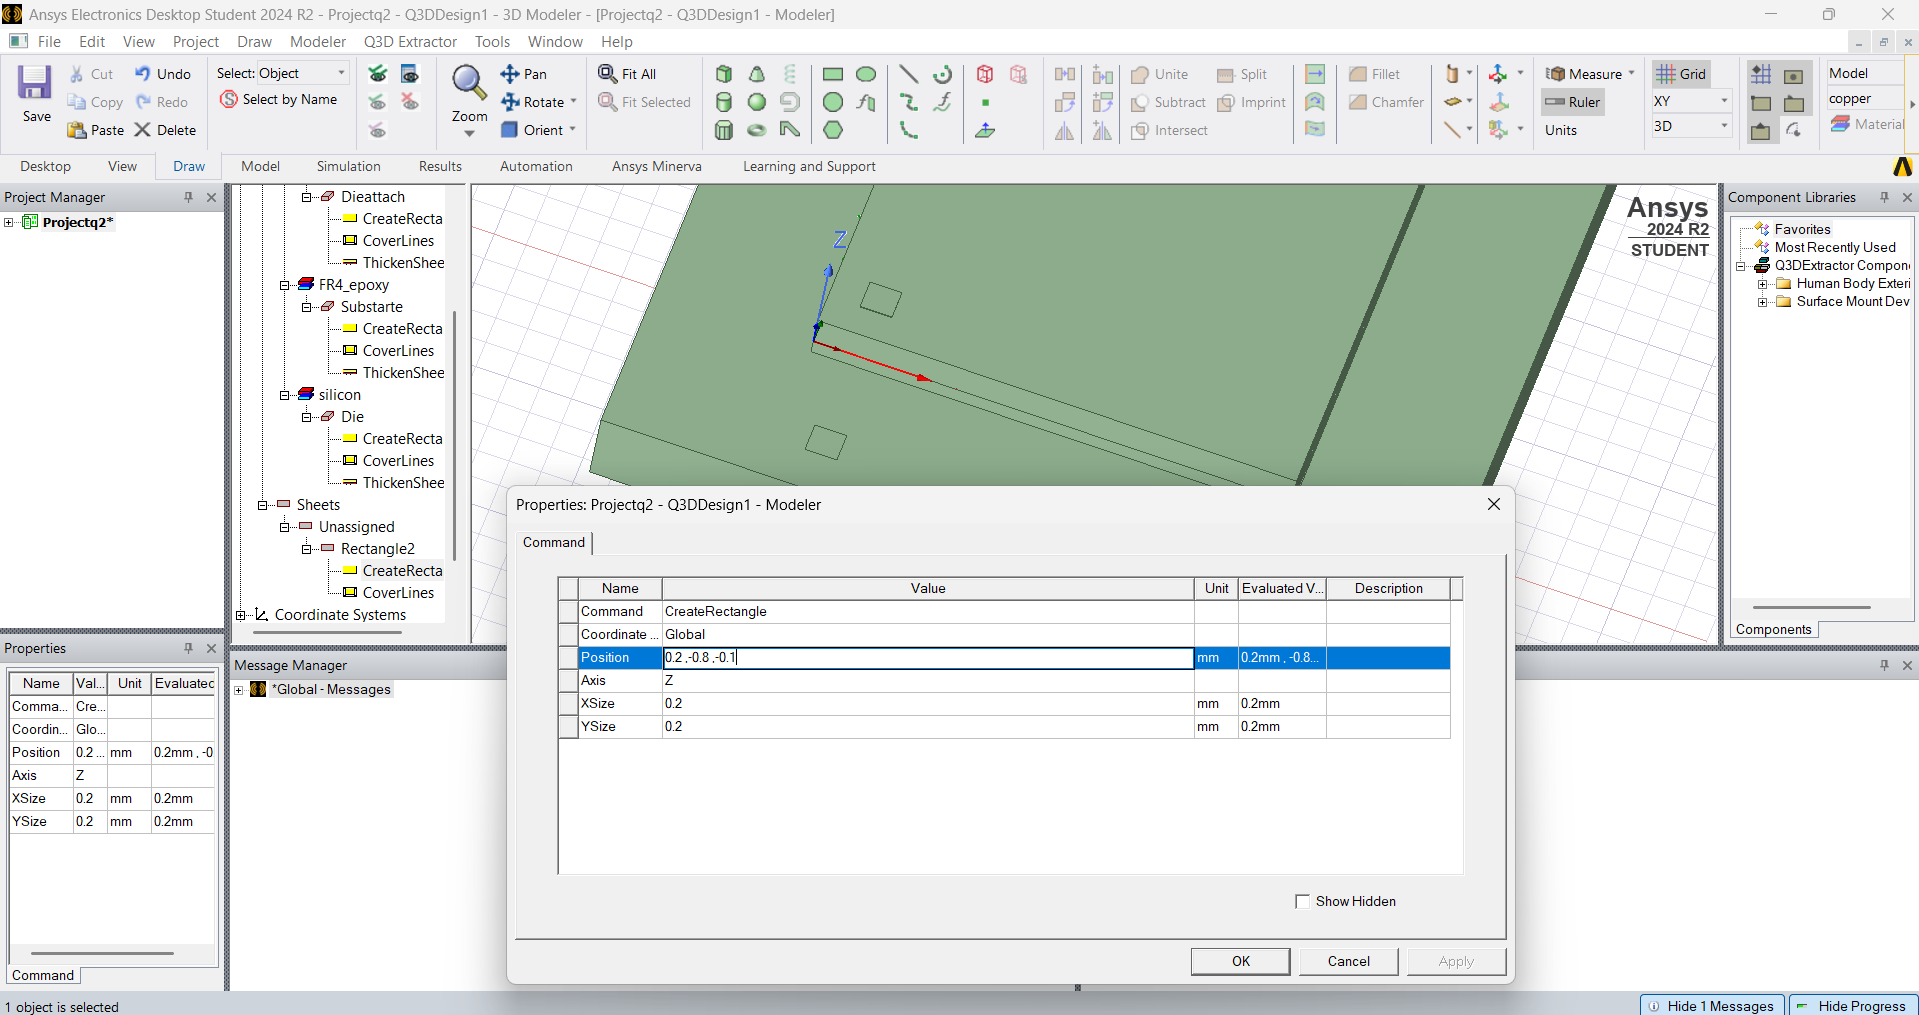 Ansys Electronics Desktop Student 2024 R2 - Projectq2 - Q3DDesign1 - 3D Modeler - [Projectq2 - Q3DDesign1 - Modeler]
File Edit View Project Draw Modeler Q3D Extractor Tools Window Help
Save
Cut
Copy
Paste
Undo
Redo
Delete
Select: Object
Select by Name
Zoom
Pan
Rotate
Orient
Fit All
Fit Selected
Unite
Subtract
Intersect
Split
Imprint
Fillet
Chamfer
Measure
Ruler
Units
Grid
XY
3D
Model
copper
Material
Desktop View Draw Model Simulation Results Automation Ansys Minerva Learning and Support
Project Manager
Projectq2*
Dieattach
CreateRecta
CoverLines
ThickenShee
FR4_epoxy
Substarte
CreateRecta
CoverLines
ThickenShee
silicon
Die
CreateRecta
CoverLines
ThickenShee
Sheets
Unassigned
Rectangle2
CreateRecta
CoverLines
Coordinate Systems
Z
Ansys
2024 R2
STUDENT
Component Libraries
Favorites
Most Recently Used
Q3DExtractor Compon
Human Body Exteri
Surface Mount Dev
Components
Properties
Name Val... Unit Evaluated
Comma... Cre...
Coordin... Glo...
Position 0.2 ... mm 0.2mm , -0
Axis Z
XSize 0.2 mm 0.2mm
YSize 0.2 mm 0.2mm
Command
Message Manager
*Global - Messages
Properties: Projectq2 - Q3DDesign1 - Modeler
Command
Name Value Unit Evaluated V... Description
Command CreateRectangle
Coordinate ... Global
Position 0.2 ,-0.8 ,-0.1 mm 0.2mm , -0.8...
Axis Z
XSize 0.2 mm 0.2mm
YSize 0.2 mm 0.2mm
Show Hidden
OK Cancel Apply
1 object is selected
Hide 1 Messages Hide Progress